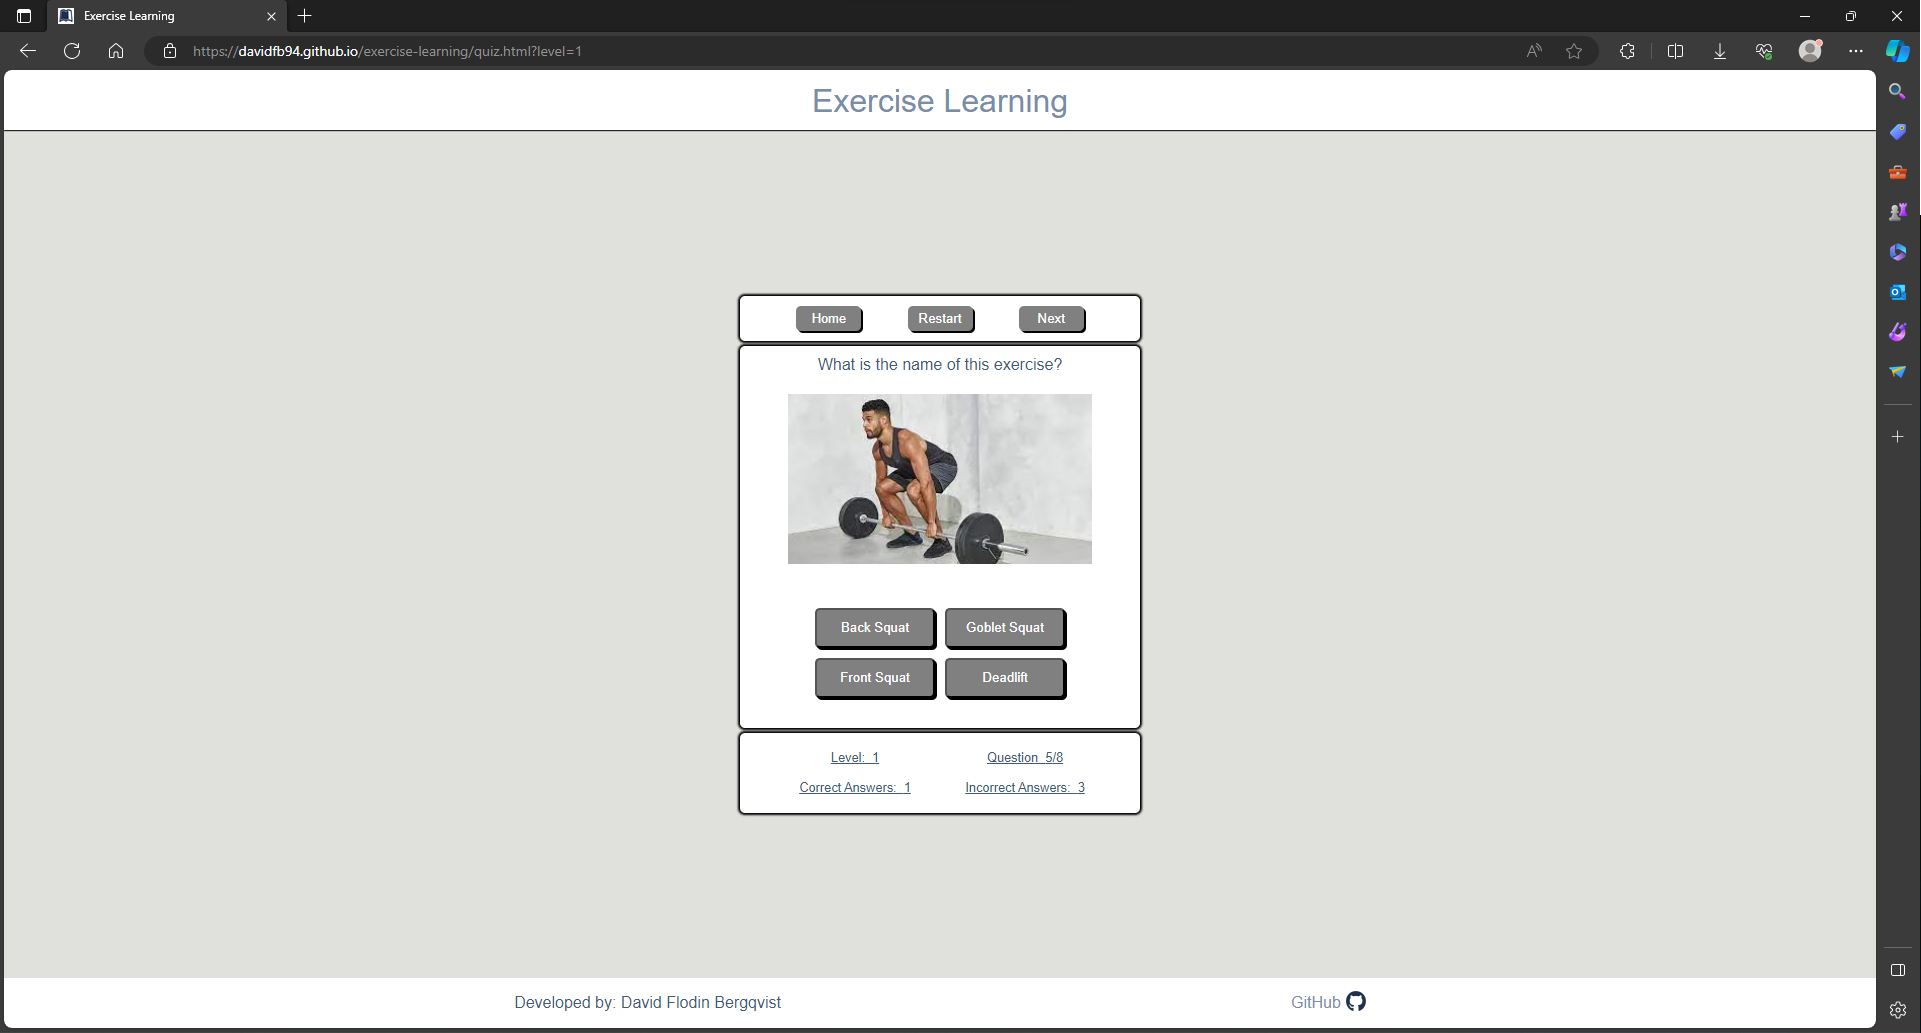 Exercise Learning
https://davidfb94.github.io/exercise-learning/quiz.html?level=1
Exercise Learning
Home Restart Next
What is the name of this exercise?
Back Squat Goblet Squat
Front Squat Deadlift
Level: 1 Question 5/8
Correct Answers: 1 Incorrect Answers: 3
Developed by: David Flodin Bergqvist GitHub